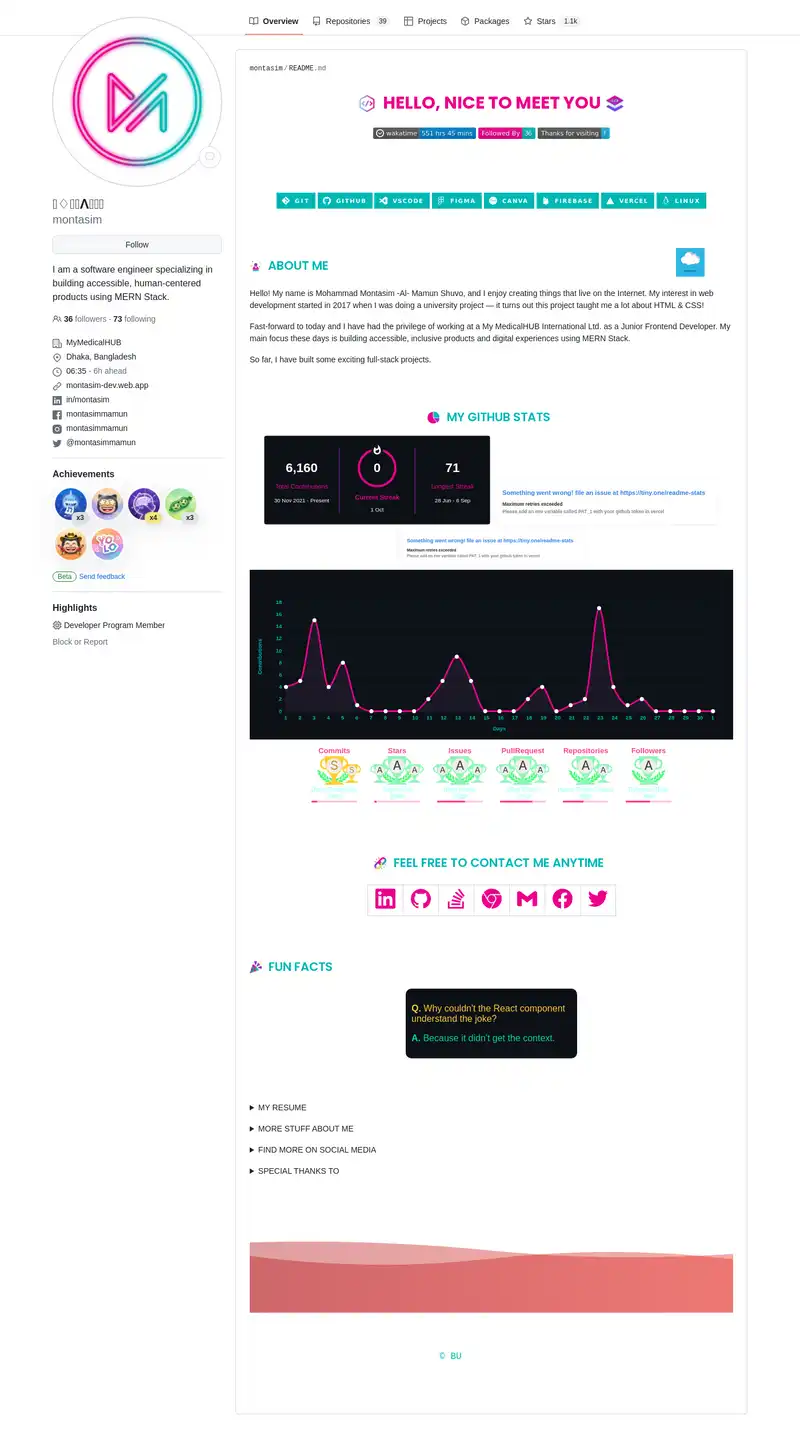 Overview
Repositories 39
Projects
Packages
Stars 1.1k
montasim
Follow
I am a software engineer specializing in
building accessible, human-centered
products using MERN Stack.
36 followers · 73 following
MyMedicalHUB
Dhaka, Bangladesh
06:35 - 6h ahead
montasim-dev.web.app
in/montasim
montasimmamun
montasimmamun
@montasimmamun
Achievements
x3
x4
x3
YOLO
Beta Send feedback
Highlights
Developer Program Member
Block or Report
montasim/README.md
HELLO, NICE TO MEET YOU
wakatime 551 hrs 45 mins
Followed By 36
Thanks for visiting !
GIT
GITHUB
VSCODE
FIGMA
CANVA
FIREBASE
VERCEL
LINUX
ABOUT ME
Hello! My name is Mohammad Montasim -Al- Mamun Shuvo, and I enjoy creating things that live on the Internet. My interest in web
development started in 2017 when I was doing a university project — it turns out this project taught me a lot about HTML & CSS!
Fast-forward to today and I have had the privilege of working at a My MedicalHUB International Ltd. as a Junior Frontend Developer. My
main focus these days is building accessible, inclusive products and digital experiences using MERN Stack.
So far, I have built some exciting full-stack projects.
MY GITHUB STATS
6,160
Total Contributions
30 Nov 2021 - Present
0
Current Streak
1 Oct
71
Longest Streak
28 Jun - 6 Sep
Something went wrong! file an issue at https://tiny.one/readme-stats
Maximum retries exceeded
Please add an env variable called PAT_1 with your github token in vercel
Something went wrong! file an issue at https://tiny.one/readme-stats
Maximum retries exceeded
Please add an env variable called PAT_1 with your github token in vercel
Contributions
18
16
14
12
10
8
6
4
2
0
1 2 3 4 5 6 7 8 9 10 11 12 13 14 15 16 17 18 19 20 21 22 23 24 25 26 27 28 29 30 1
Days
Commits
Stars
Issues
PullRequest
Repositories
Followers
S S
A A A
A A A
A A A
A A
A
FEEL FREE TO CONTACT ME ANYTIME
FUN FACTS
Q. Why couldn't the React component
understand the joke?
A. Because it didn't get the context.
MY RESUME
MORE STUFF ABOUT ME
FIND MORE ON SOCIAL MEDIA
SPECIAL THANKS TO
© BU